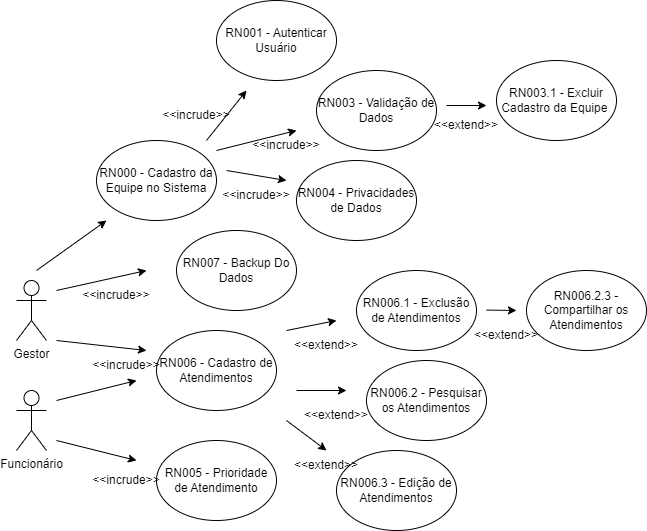 RN001 - Autenticar
Usuário
<<incrude>>
RN003 - Validação de
Dados
RN003.1 - Excluir
Cadastro da Equipe
<<extend>>
<<incrude>>
RN000 - Cadastro da
Equipe no Sistema
<<incrude>>
RN004 - Privacidades
de Dados
RN007 - Backup Do
Dados
<<incrude>>
RN006.1 - Exclusão
de Atendimentos
RN006.2.3 -
Compartilhar os
Atendimentos
<<extend>>
<<extend>>
Gestor
<<incrude>>
RN006 - Cadastro de
Atendimentos
RN006.2 - Pesquisar
os Atendimentos
<<extend>>
Funcionário
<<incrude>>
RN005 - Prioridade
de Atendimento
<<extend>>
RN006.3 - Edição de
Atendimentos